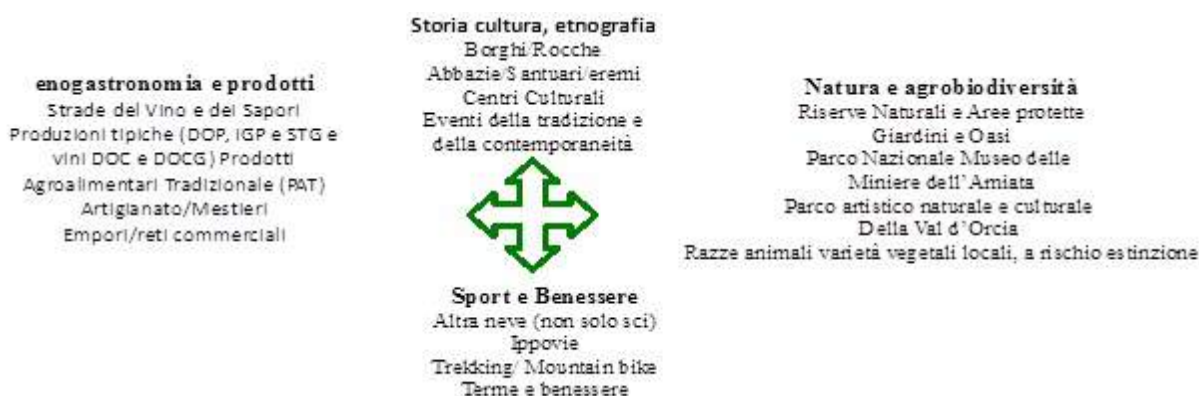 Storia cultura, etnografia
Borghi/Rocche
Abbazie/Santuari/eremi
Centri Culturali
Eventi della tradizione e
della contemporaneità
enogastronomia e prodotti
Strade del Vino e dei Sapori
Produzioni tipiche (DOP, IGP e STG e
vini DOC e DOCG) Prodotti
Agroalimentari Tradizionale (PAT)
Artigianato/Mestieri
Empori/reti commerciali
Natura e agrobiodiversità
Riserve Naturali e Aree protette
Giardini e Oasi
Parco Nazionale Museo delle
Miniere dell'Amiata
Parco artistico naturale e culturale
Della Val d'Orcia
Razze animali varietà vegetali locali, a rischio estinzione
Sport e Benessere
Altra neve (non solo sci)
Ippovie
Trekking/ Mountain bike
Terme e benessere